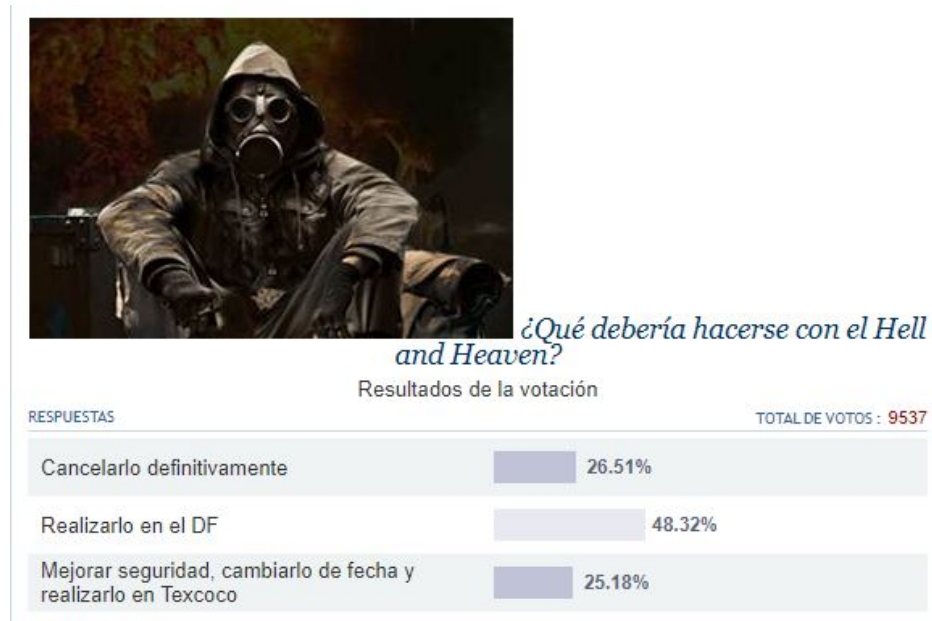 ¿Qué debería hacerse con el Hell
and Heaven?
Resultados de la votación
RESPUESTAS TOTAL DE VOTOS : 9537
Cancelarlo definitivamente 26.51%
Realizarlo en el DF 48.32%
Mejorar seguridad, cambiarlo de fecha y
realizarlo en Texcoco 25.18%